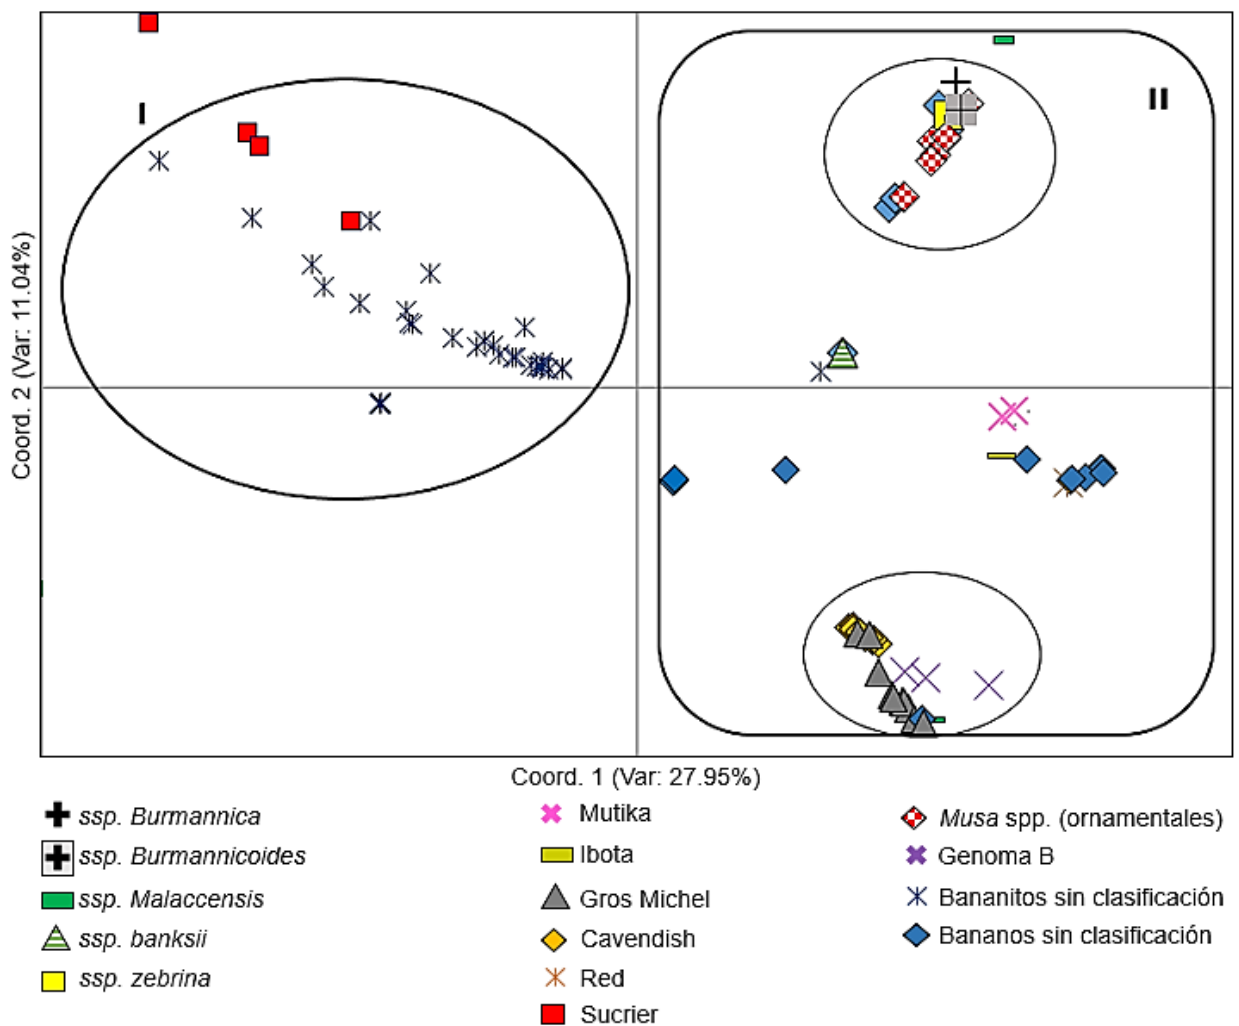 I
II
Coord. 2 (Var: 11.04%)
Coord. 1 (Var: 27.95%)
ssp. Burmannica
ssp. Burmannicoides
ssp. Malaccensis
ssp. banksii
ssp. zebrina
Mutika
Ibota
Gros Michel
Cavendish
Red
Sucrier
Musa spp. (ornamentales)
Genoma B
Bananitos sin clasificación
Bananos sin clasificación